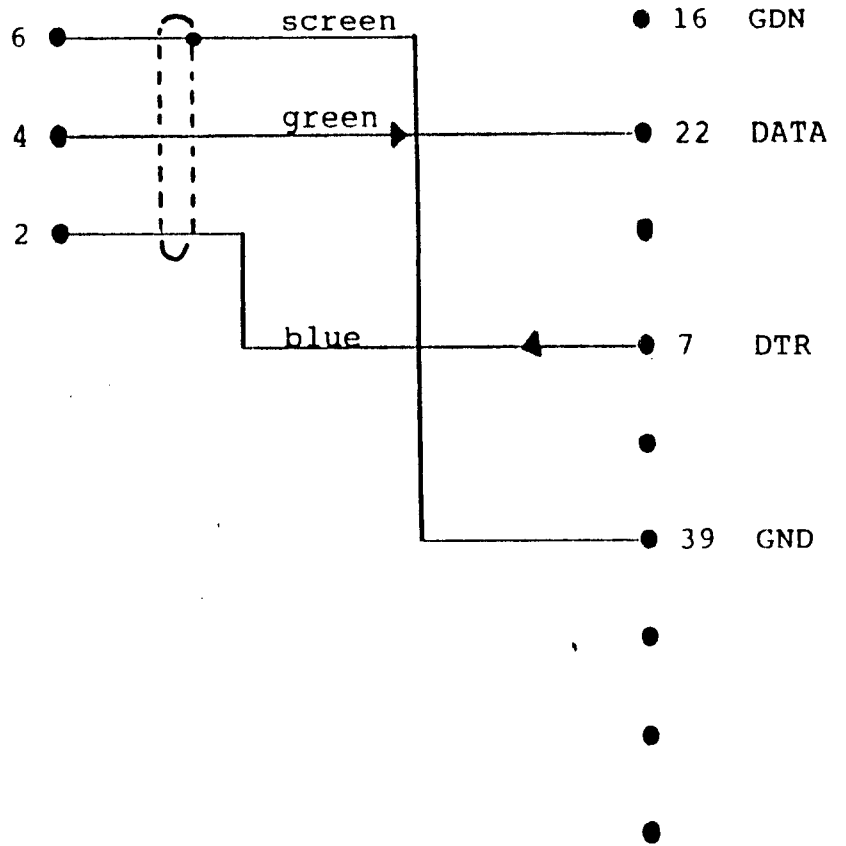 screen
6
16 GDN
green
4
22 DATA
2
blue
7 DTR
39 GND